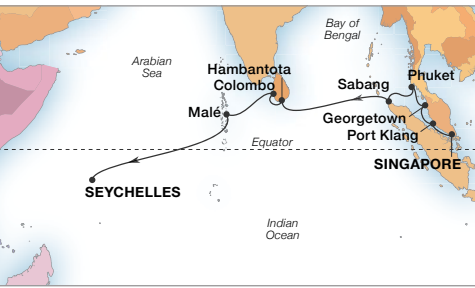 Bay of
Bengal
Arabian
Sea
Hambantota
Colombo
Phuket
Sabang
Malé
Georgetown
Port Klang
Equator
SINGAPORE
SEYCHELLES
Indian
Ocean